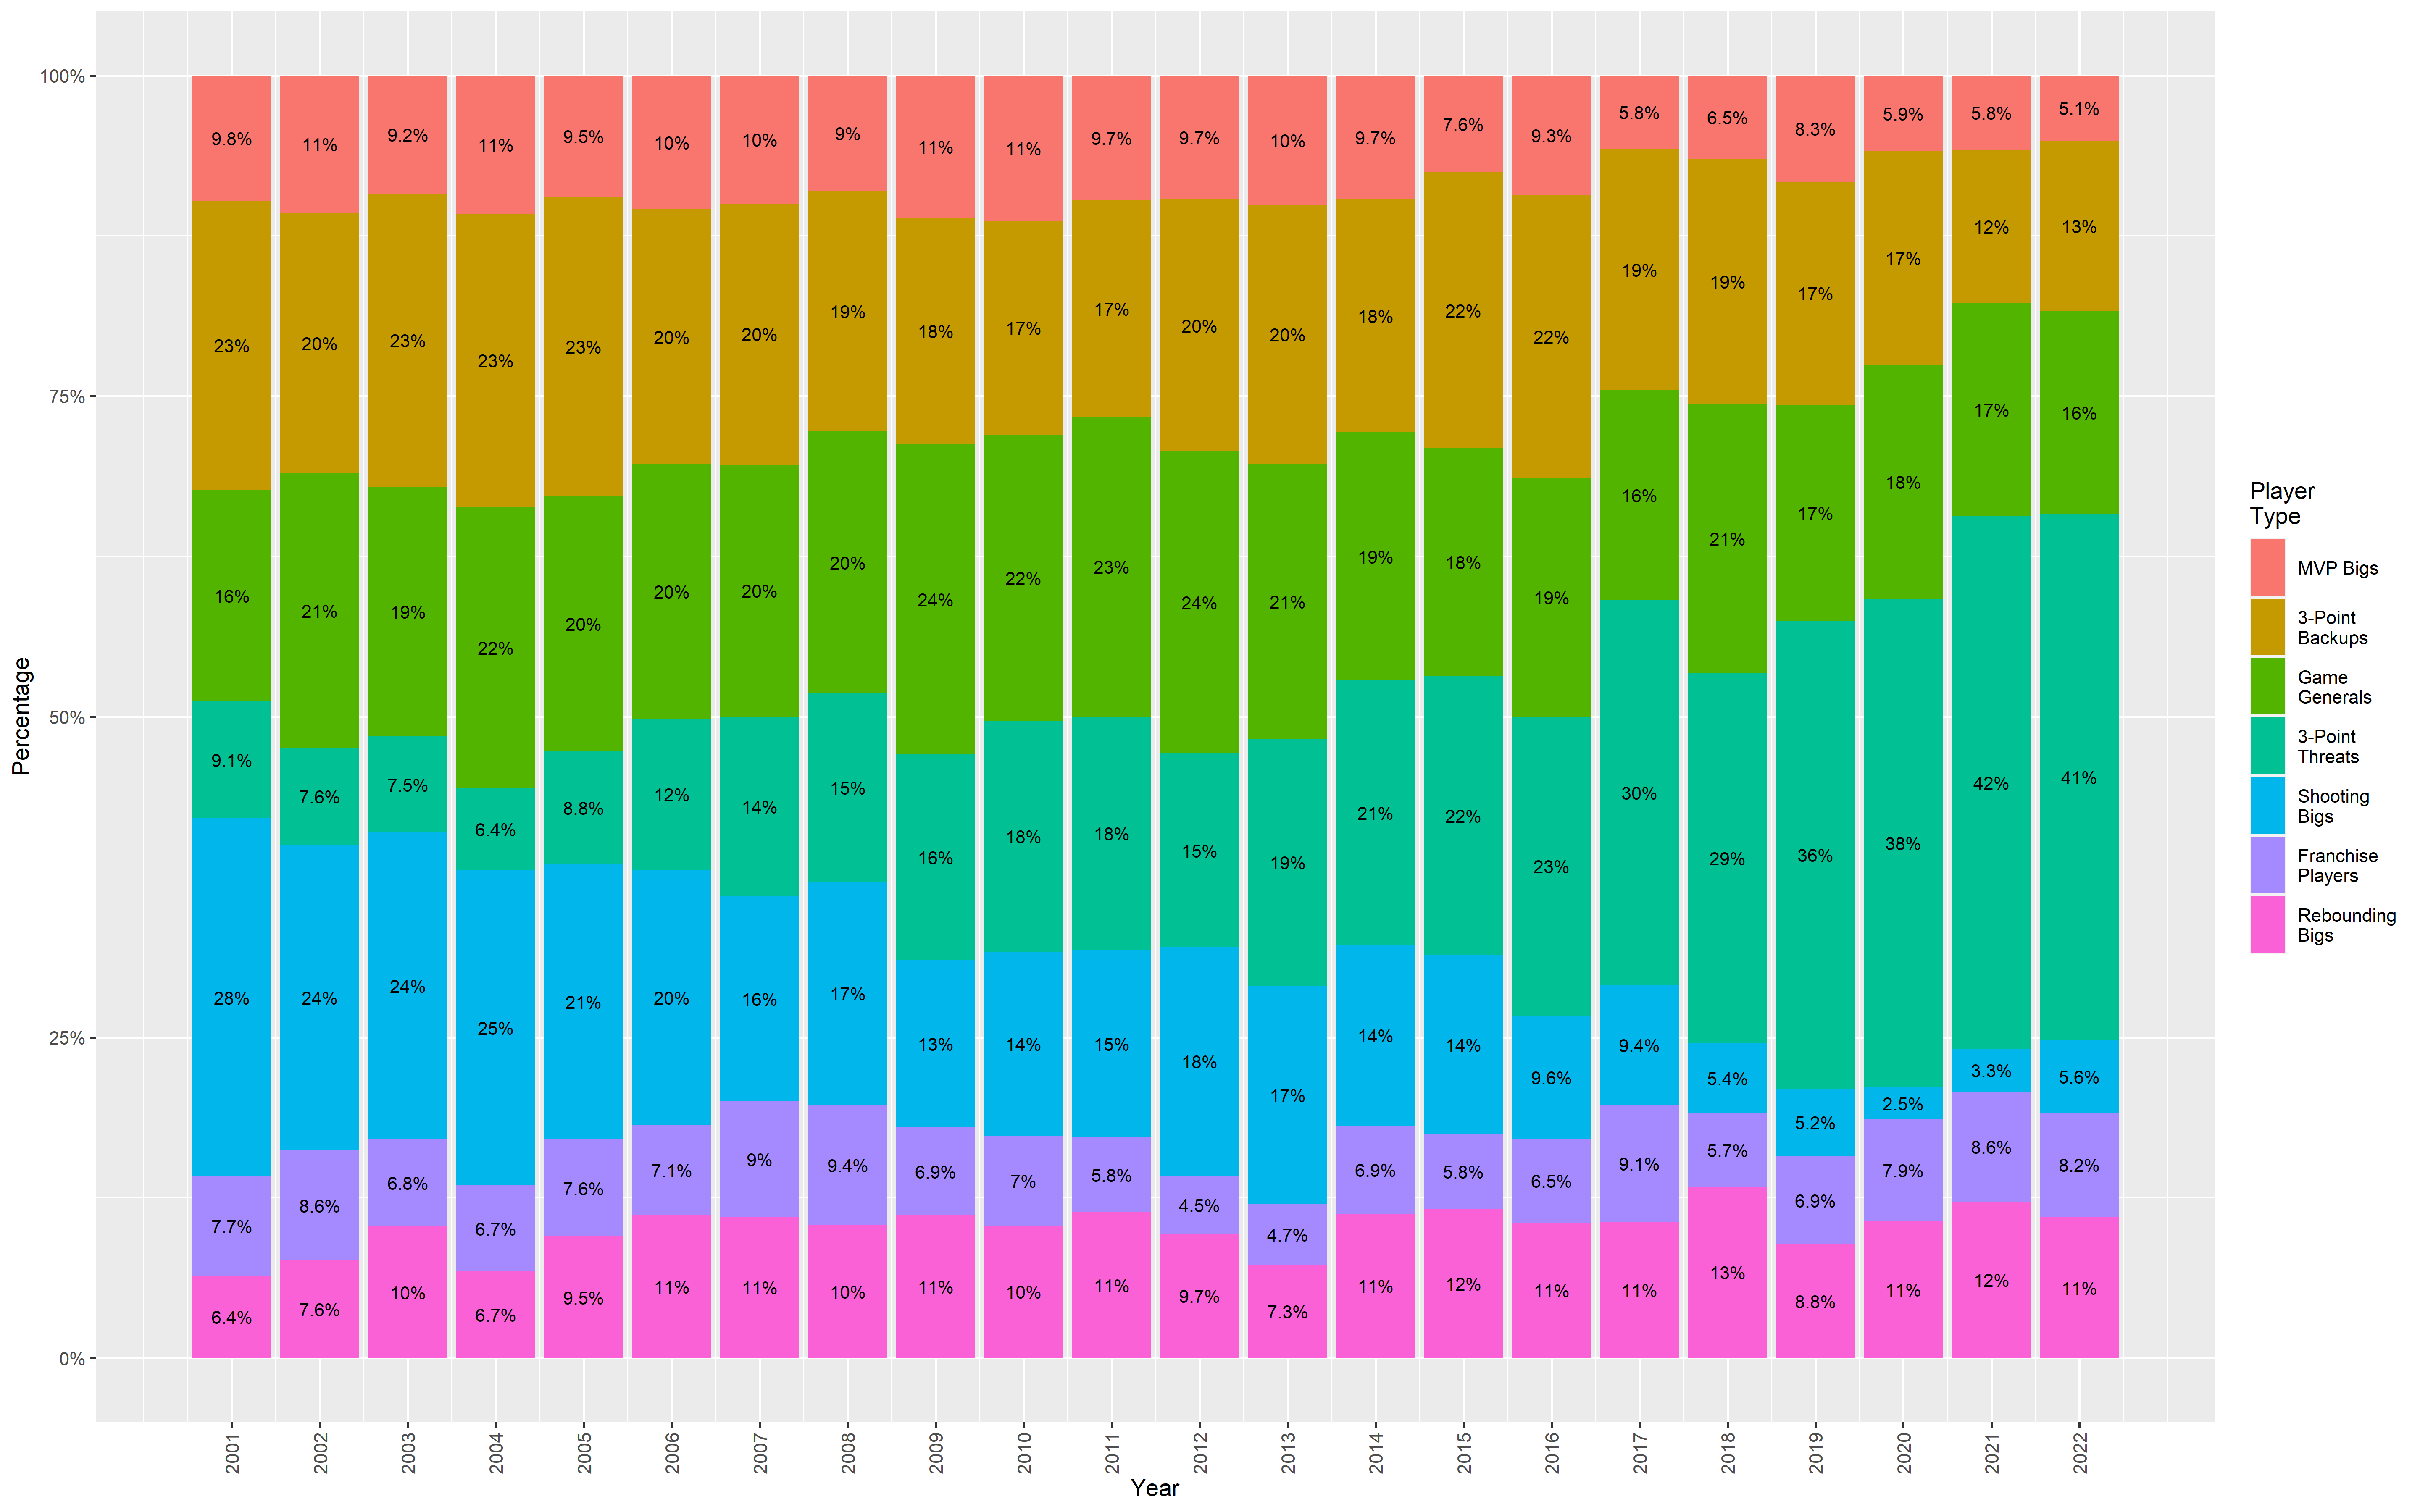 100%
75%
50%
25%
0%
Percentage
9.8% 11% 9.2% 11% 9.5% 10% 10% 9% 11% 11% 9.7% 9.7% 10% 9.7% 7.6% 9.3% 5.8% 6.5% 8.3% 5.9% 5.8% 5.1%
23% 20% 23% 23% 23% 20% 20% 19% 18% 17% 17% 20% 20% 18% 22% 22% 19% 19% 17% 17% 12% 13%
16% 21% 19% 22% 20% 20% 20% 20% 24% 22% 23% 24% 21% 19% 18% 19% 16% 21% 17% 18% 17% 16%
9.1% 7.6% 7.5% 6.4% 8.8% 12% 14% 15% 16% 18% 18% 15% 19% 21% 22% 23% 30% 29% 36% 38% 42% 41%
28% 24% 24% 25% 21% 20% 16% 17% 13% 14% 15% 18% 17% 14% 14% 9.6% 9.4% 5.4% 5.2% 2.5% 3.3% 5.6%
7.7% 8.6% 6.8% 6.7% 7.6% 7.1% 9% 9.4% 6.9% 7% 5.8% 4.5% 4.7% 6.9% 5.8% 6.5% 9.1% 5.7% 6.9% 7.9% 8.6% 8.2%
6.4% 7.6% 10% 6.7% 9.5% 11% 11% 10% 11% 10% 11% 9.7% 7.3% 11% 12% 11% 11% 13% 8.8% 11% 12% 11%
2001 2002 2003 2004 2005 2006 2007 2008 2009 2010 2011 2012 2013 2014 2015 2016 2017 2018 2019 2020 2021 2022
Year
Player
Type
MVP Bigs
3-Point
Backups
Game
Generals
3-Point
Threats
Shooting
Bigs
Franchise
Players
Rebounding
Bigs